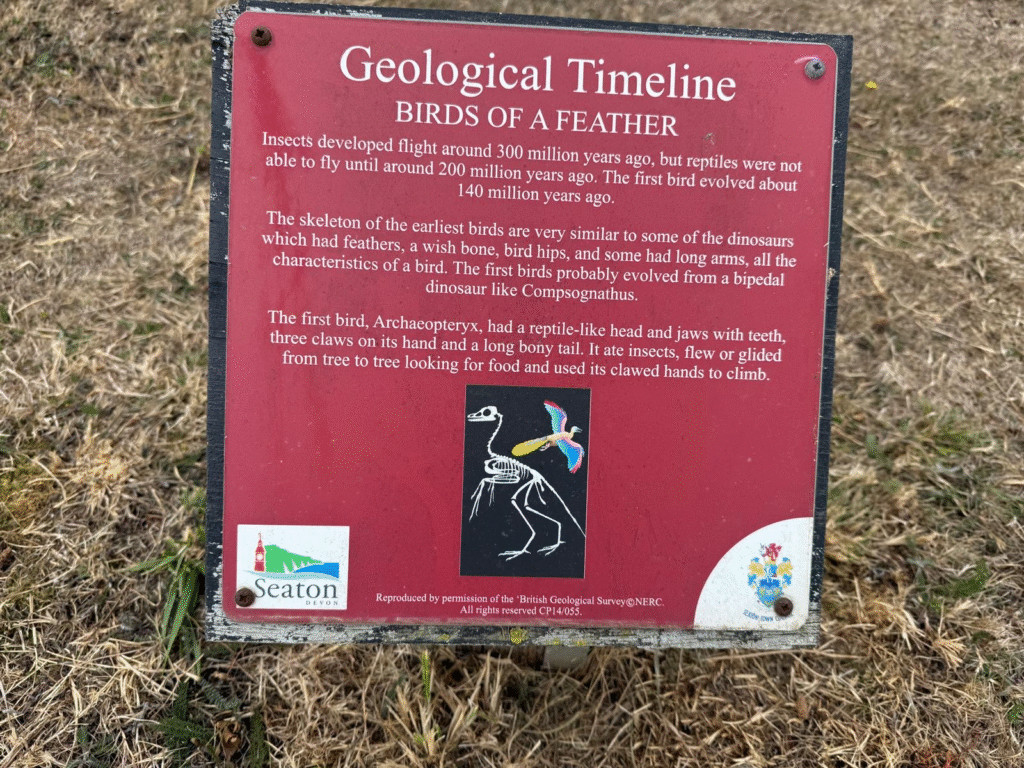 Geological Timeline
BIRDS OF A FEATHER
Insects developed flight around 300 million years ago, but reptiles were not
able to fly until around 200 million years ago. The first bird evolved about
140 million years ago.
The skeleton of the earliest birds are very similar to some of the dinosaurs
which had feathers, a wish bone, bird hips, and some had long arms, all the
characteristics of a bird. The first birds probably evolved from a bipedal
dinosaur like Compsognathus.
The first bird, Archaeopteryx, had a reptile-like head and jaws with teeth,
three claws on its hand and a long bony tail. It ate insects, flew or glided
from tree to tree looking for food and used its clawed hands to climb.
Seaton
DEVON
Reproduced by permission of the ‘British Geological Survey©NERC.
All rights reserved CP14/055.